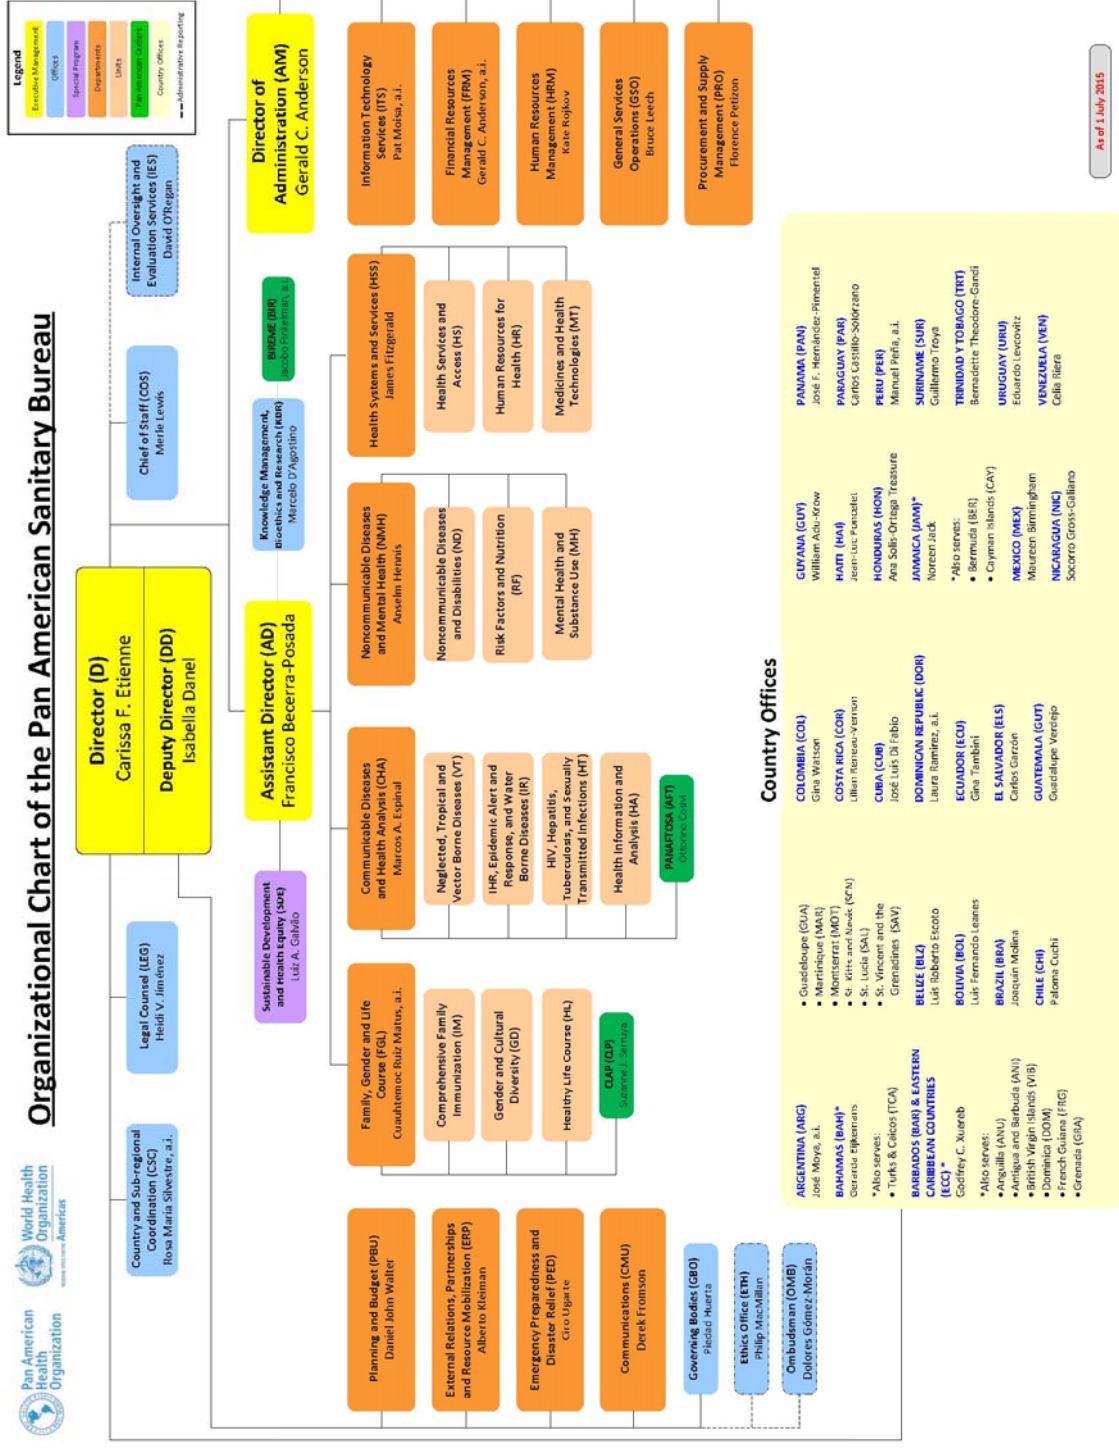 Pan American
Health
Organization
World Health
Organization
Americas
Organizational Chart of the Pan American Sanitary Bureau
Legend
Executive Management
Offices
Special Program
Departments
Units
Pan American Centers
Country Offices
Administrative Reporting
Director (D)
Carissa F. Etienne
Deputy Director (DD)
Isabella Danel
Country and Sub-regional
Coordination (CSC)
Rosa Maria Silvestre, a.i.
Legal Counsel (LEG)
Heidi V. Jiménez
Chief of Staff (COS)
Merle Lewis
Internal Oversight and
Evaluation Services (IES)
David O'Regan
Sustainable Development
and Health Equity (SDE)
Luiz A. Galvão
Assistant Director (AD)
Francisco Becerra-Posada
Knowledge Management,
Bioethics and Research (KBR)
Marcelo D'Agostino
BIREME (BIR)
Jacobo Finkelman, a.i.
Director of
Administration (AM)
Gerald C. Anderson
Planning and Budget (PBU)
Daniel John Walter
External Relations, Partnerships
and Resource Mobilization (ERP)
Alberto Kleiman
Emergency Preparedness and
Disaster Relief (PED)
Ciro Ugarte
Communications (CMU)
Derek Fromson
Governing Bodies (GBO)
Piedad Huerta
Ethics Office (ETH)
Philip MacMillan
Ombudsman (OMB)
Dolores Gómez-Morán
Family, Gender and Life
Course (FGL)
Cuauhtemoc Ruiz Matus, a.i.
Comprehensive Family
Immunization (IM)
Gender and Cultural
Diversity (GD)
Healthy Life Course (HL)
CLAP (CLP)
Suzanne J. Serruya
Communicable Diseases
and Health Analysis (CHA)
Marcos A. Espinal
Neglected, Tropical and
Vector Borne Diseases (VT)
IHR, Epidemic Alert and
Response, and Water
Borne Diseases (IR)
HIV, Hepatitis,
Tuberculosis, and Sexually
Transmitted Infections (HT)
Health Information and
Analysis (HA)
PANAFTOSA (AFT)
Ottorino Cosivi
Noncommunicable Diseases
and Mental Health (NMH)
Anselm Hennis
Noncommunicable Diseases
and Disabilities (ND)
Risk Factors and Nutrition
(RF)
Mental Health and
Substance Use (MH)
Health Systems and Services (HSS)
James Fitzgerald
Health Services and
Access (HS)
Human Resources for
Health (HR)
Medicines and Health
Technologies (MT)
Information Technology
Services (ITS)
Pat Moisa, a.i.
Financial Resources
Management (FRM)
Gerald C. Anderson, a.i.
Human Resources
Management (HRM)
Kate Rojkov
General Services
Operations (GSO)
Bruce Leech
Procurement and Supply
Management (PRO)
Florence Petizon
Country Offices
ARGENTINA (ARG)
José Moya, a.i.
BAHAMAS (BAH)*
Gerarda Eijkemans
*Also serves:
• Turks & Caicos (TCA)
BARBADOS (BAR) & EASTERN
CARIBBEAN COUNTRIES
(ECC) *
Godfrey C. Xuereb
*Also serves:
• Anguilla (ANU)
• Antigua and Barbuda (ANI)
• British Virgin Islands (VIB)
• Dominica (DOM)
• French Guiana (FRG)
• Grenada (GRA)
• Guadeloupe (GUA)
• Martinique (MAR)
• Montserrat (MOT)
• St. Kitts and Nevis (SCN)
• St. Lucia (SAL)
• St. Vincent and the
Grenadines (SAV)
BELIZE (BLZ)
Luis Roberto Escoto
BOLIVIA (BOL)
Luis Fernando Leanes
BRAZIL (BRA)
Joaquín Molina
CHILE (CHI)
Paloma Cuchi
COLOMBIA (COL)
Gina Watson
COSTA RICA (COR)
Lilian Reneau-Vernon
CUBA (CUB)
José Luis Di Fabio
DOMINICAN REPUBLIC (DOR)
Laura Ramírez, a.i.
ECUADOR (ECU)
Gina Tambini
EL SALVADOR (ELS)
Carlos Garzón
GUATEMALA (GUT)
Guadalupe Verdejo
GUYANA (GUY)
William Adu-Krow
HAITI (HAI)
Jean-Luc Poncelet
HONDURAS (HON)
Ana Solis-Ortega Treasure
JAMAICA (JAM)*
Noreen Jack
*Also serves:
• Bermuda (BER)
• Cayman Islands (CAY)
MEXICO (MEX)
Maureen Birmingham
NICARAGUA (NIC)
Socorro Gross-Galiano
PANAMA (PAN)
José F. Hernández-Pimentel
PARAGUAY (PAR)
Carlos Castillo-Solórzano
PERU (PER)
Manuel Peña, a.i.
SURINAME (SUR)
Guillermo Troya
TRINIDAD Y TOBAGO (TRT)
Bernadette Theodore-Gandi
URUGUAY (URU)
Eduardo Levcovitz
VENEZUELA (VEN)
Celia Riera
As of 1 July 2015